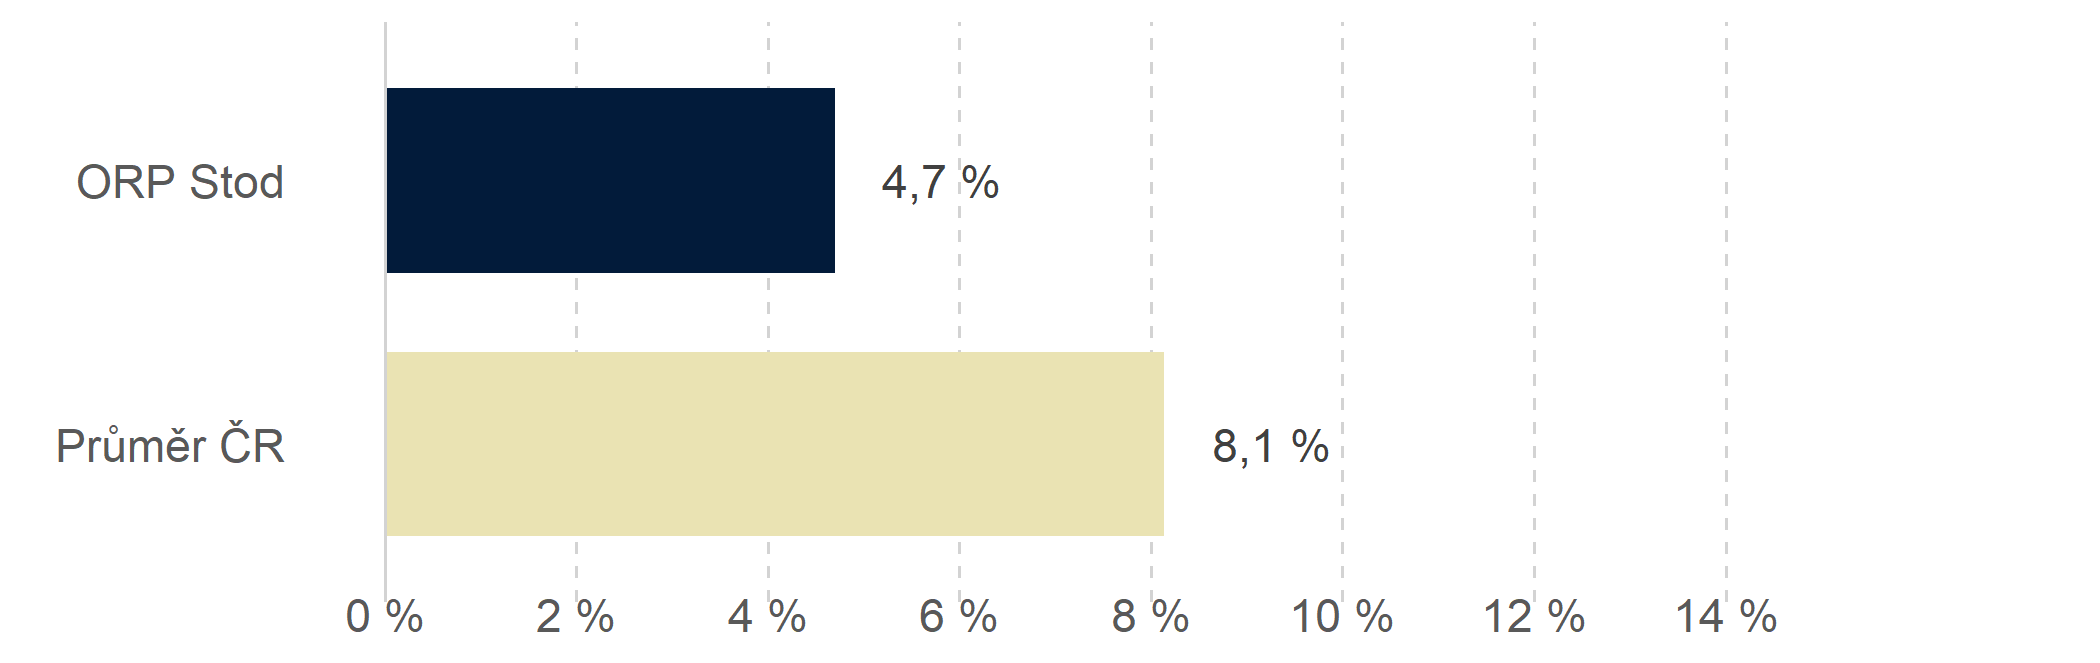 ORP Stod
4,7 %
Průměr ČR
8,1 %
0 % 2 % 4 % 6 % 8 % 10 % 12 % 14 %